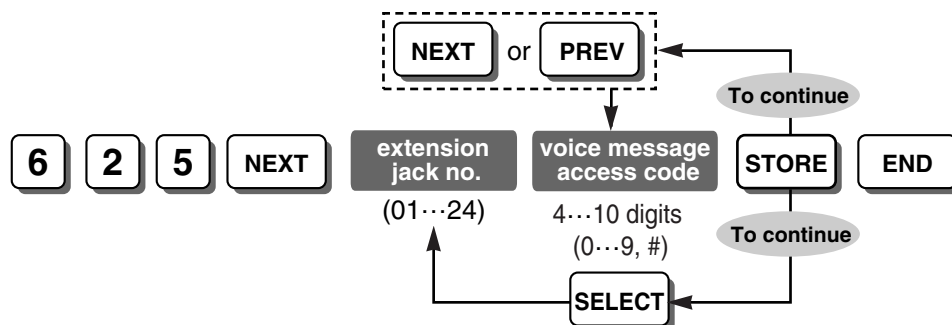 NEXT or PREV
To continue
6 2 5 NEXT extension jack no. voice message access code STORE END
(01···24)
4···10 digits
(0···9, #)
To continue
SELECT